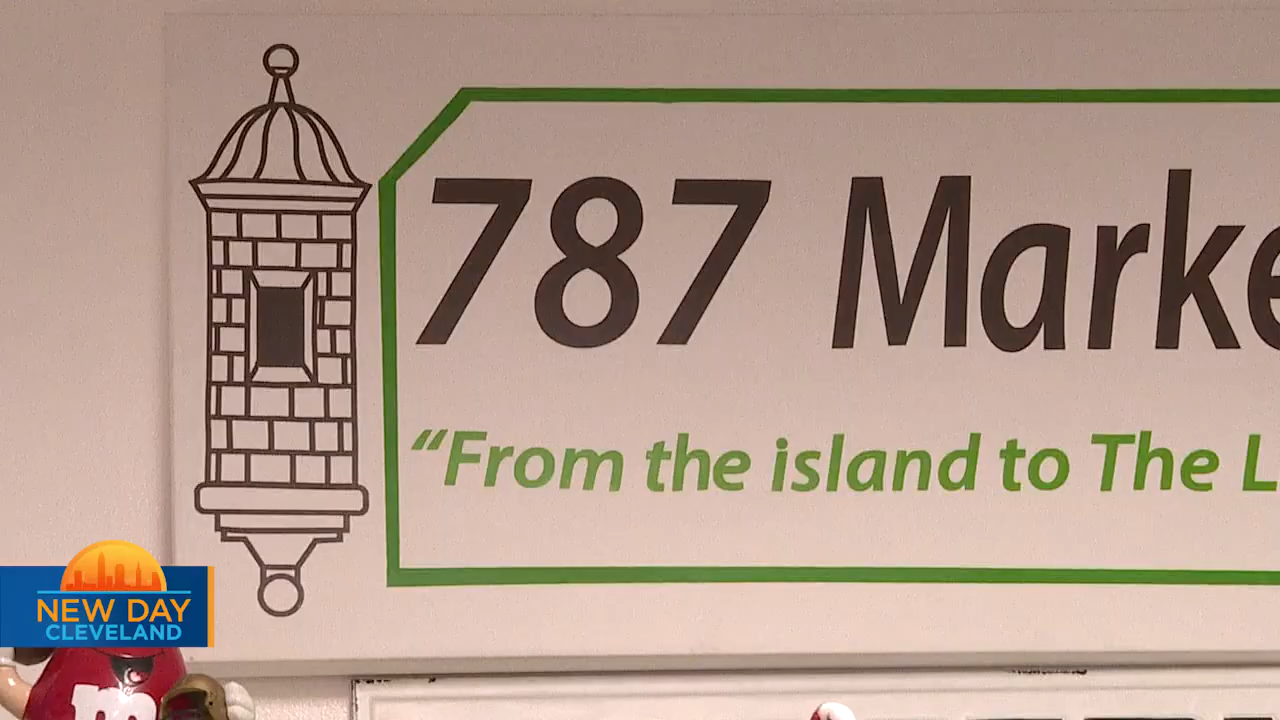 787 Marke
“From the island to The L
NEW DAY
CLEVELAND
m